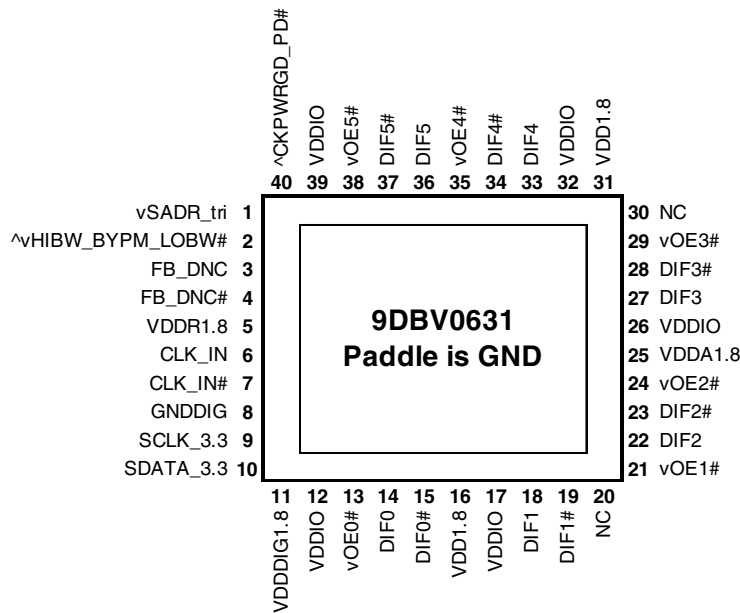 ^CKPWRGD_PD#
VDDIO
vOE5#
DIF5#
DIF5
vOE4#
DIF4#
DIF4
VDDIO
VDD1.8
40 39 38 37 36 35 34 33 32 31
vSADR_tri 1
^vHIBW_BYPM_LOBW# 2
FB_DNC 3
FB_DNC# 4
VDDR1.8 5
CLK_IN 6
CLK_IN# 7
GNDDIG 8
SCLK_3.3 9
SDATA_3.3 10
9DBV0631
Paddle is GND
30 NC
29 vOE3#
28 DIF3#
27 DIF3
26 VDDIO
25 VDDA1.8
24 vOE2#
23 DIF2#
22 DIF2
21 vOE1#
11 12 13 14 15 16 17 18 19 20
VDDDIG1.8
VDDIO
vOE0#
DIF0
DIF0#
VDD1.8
VDDIO
DIF1
DIF1#
NC